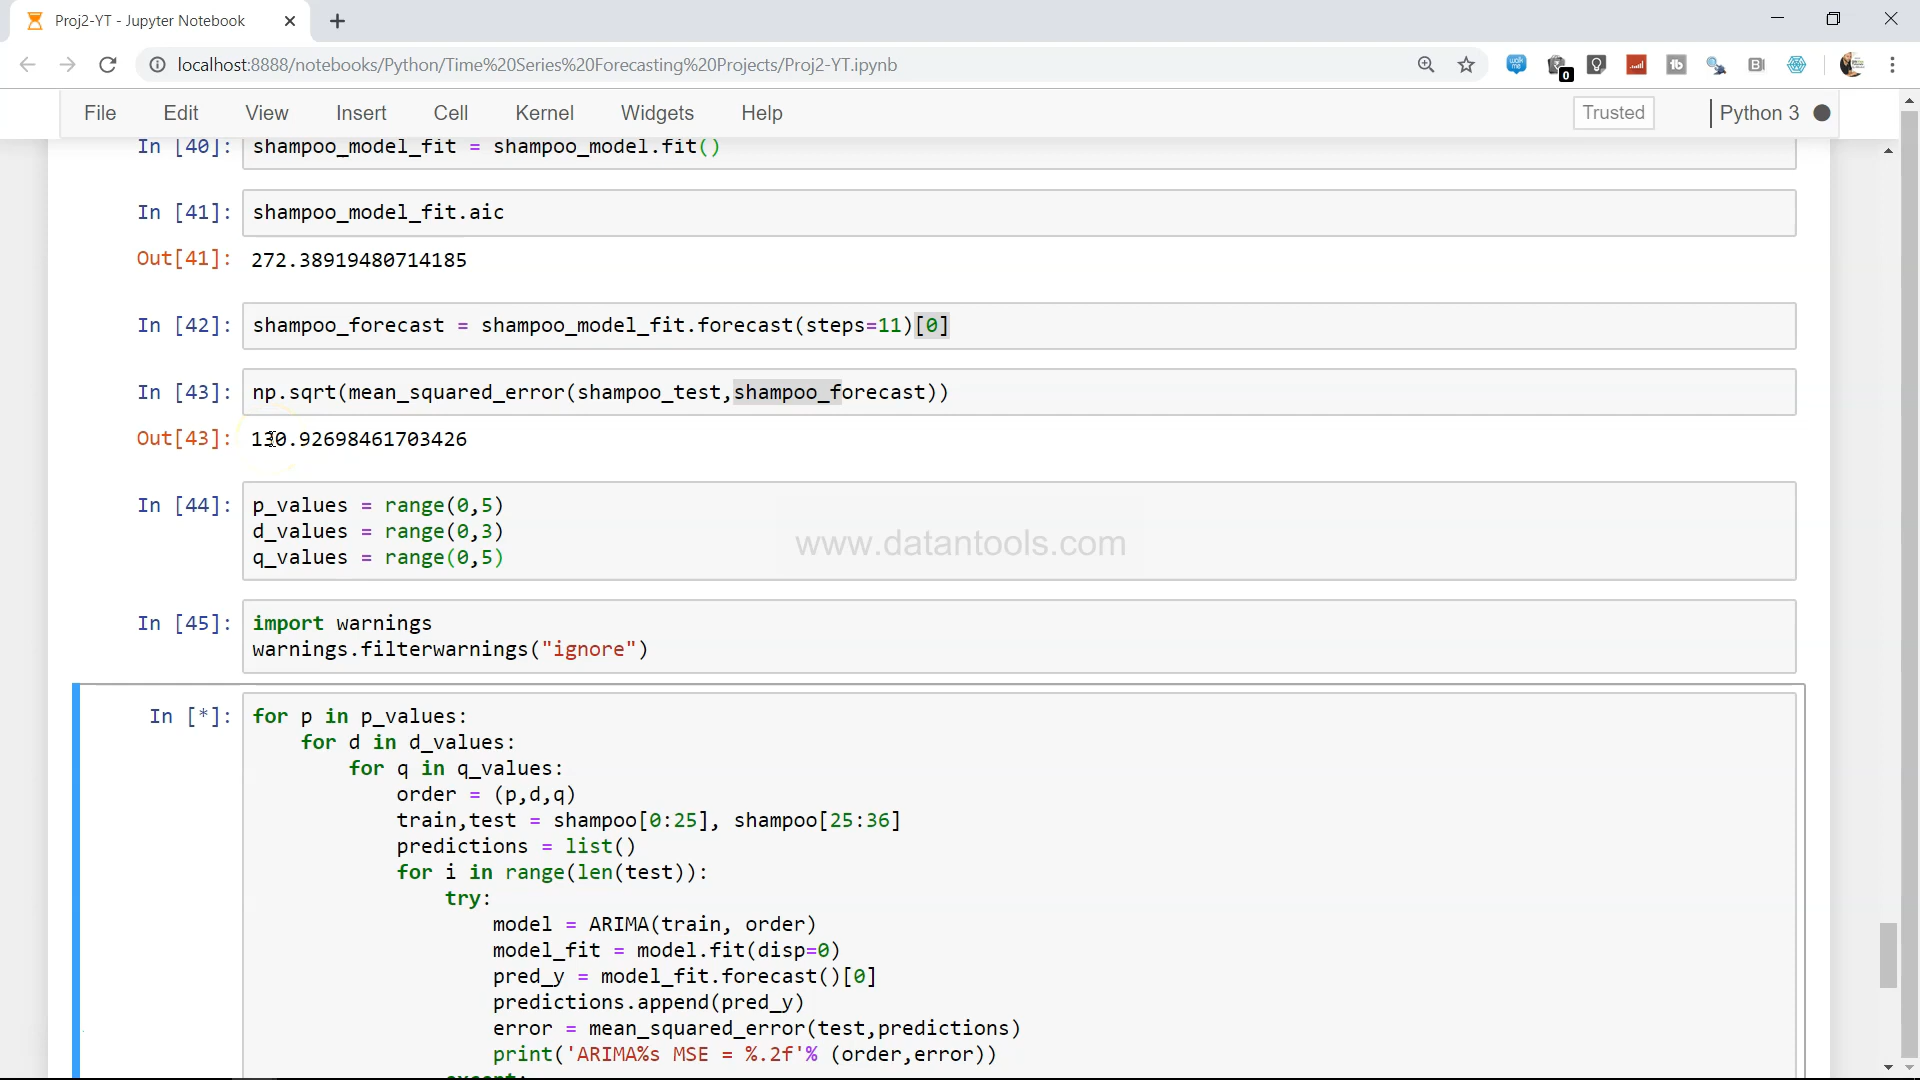 Proj2-YT - Jupyter Notebook
localhost:8888/notebooks/Python/Time%20Series%20Forecasting%20Projects/Proj2-YT.ipynb
0
File Edit View Insert Cell Kernel Widgets Help Trusted Python 3
In [40]: shampoo_model_fit = shampoo_model.fit()
In [41]: shampoo_model_fit.aic
Out[41]: 272.38919480714185
In [42]: shampoo_forecast = shampoo_model_fit.forecast(steps=11)[0]
In [43]: np.sqrt(mean_squared_error(shampoo_test,shampoo_forecast))
Out[43]: 130.92698461703426
In [44]: p_values = range(0,5)
d_values = range(0,3)
q_values = range(0,5)
www.datantools.com
In [45]: import warnings
warnings.filterwarnings("ignore")
In [*]: for p in p_values:
for d in d_values:
for q in q_values:
order = (p,d,q)
train,test = shampoo[0:25], shampoo[25:36]
predictions = list()
for i in range(len(test)):
try:
model = ARIMA(train, order)
model_fit = model.fit(disp=0)
pred_y = model_fit.forecast()[0]
predictions.append(pred_y)
error = mean_squared_error(test,predictions)
print('ARIMA%s MSE = %.2f'% (order,error))
except: